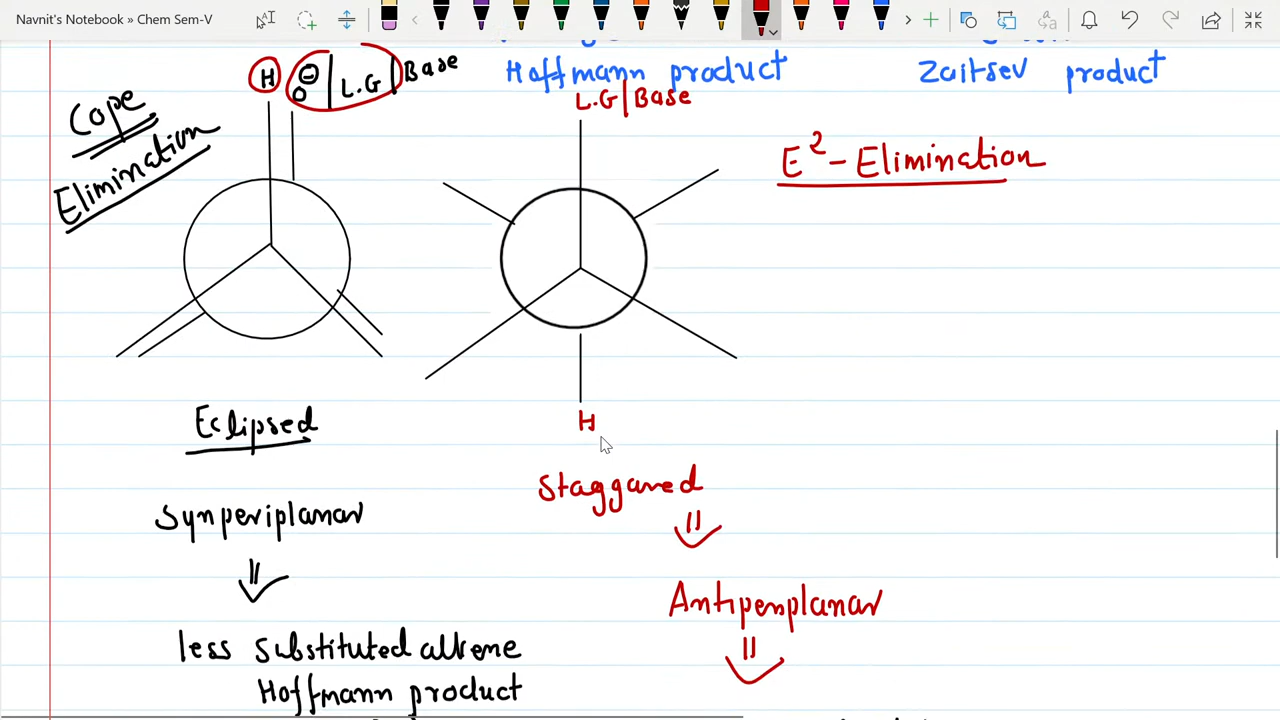 Navnit's Notebook » Chem Sem-V
Hoffmann product
Zaitsev product
H
⊖
O | L.G | Base
L.G | Base
Cope
Elimination
E2 - Elimination
H
Eclipsed
Staggared
Synperiplanar
Antiperiplanar
less substituted alkene
Hoffmann product